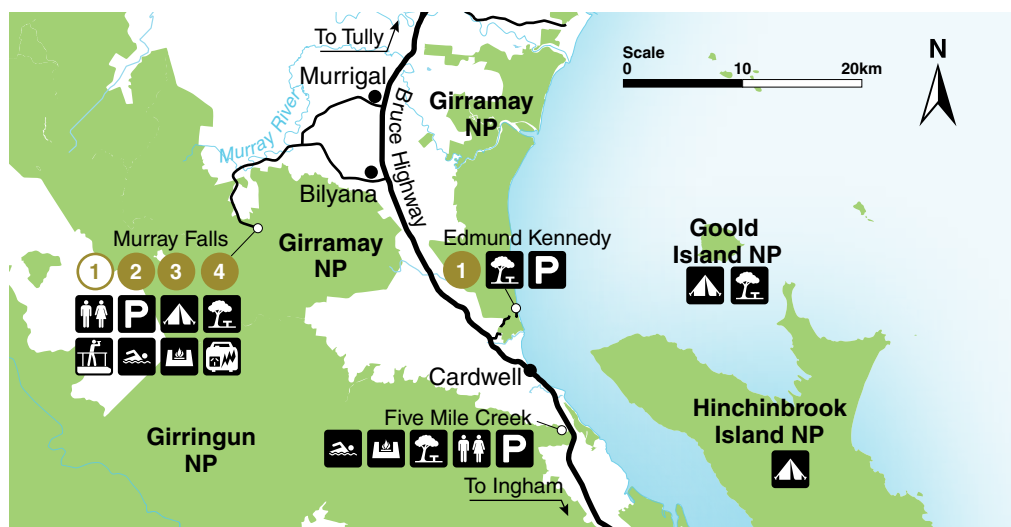 To Tully
Scale
0 10 20km
N
Murrigal
Girramay
NP
Murray River
Bruce Highway
Bilyana
Murray Falls
1 2 3 4
P
Girramay
NP
Edmund Kennedy
1 P
Goold
Island NP
Cardwell
Five Mile Creek
P
Hinchinbrook
Island NP
Girringun
NP
To Ingham